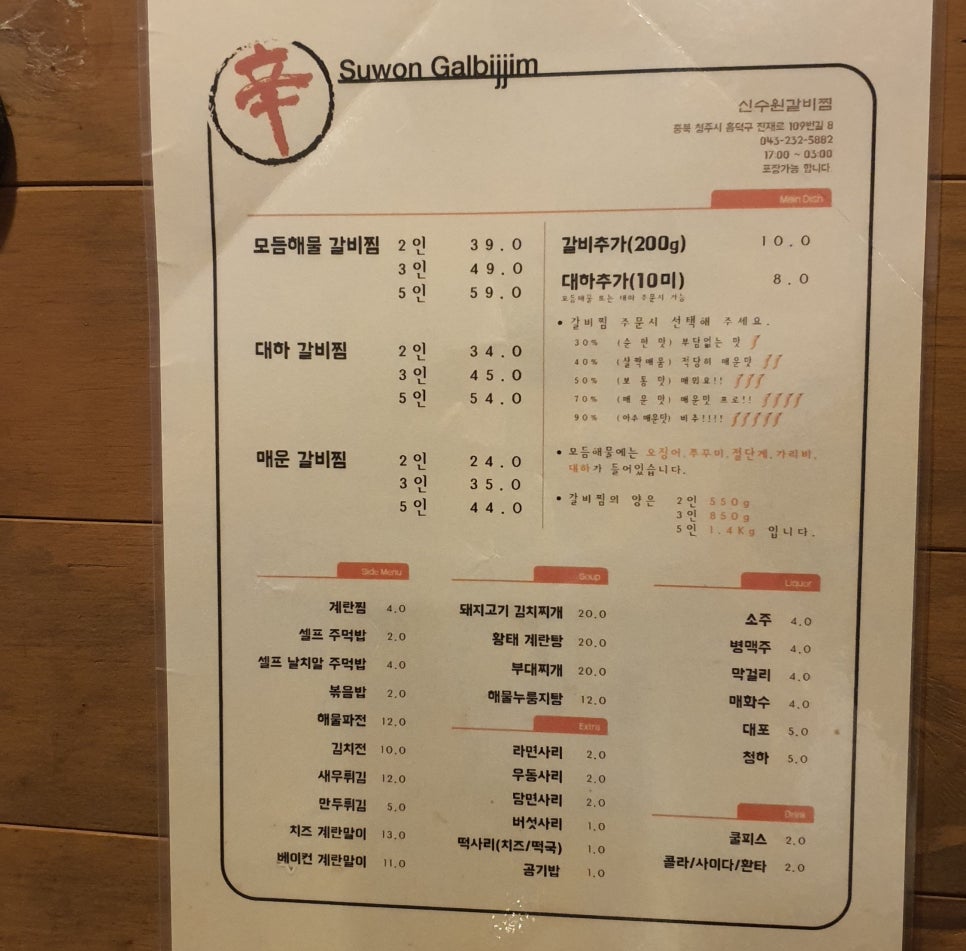 辛
Suwon Galbijjim
신수원갈비찜
충북 청주시 흥덕구 진재로 109번길 8
043-232-5882
17:00 ~ 03:00
포장가능 합니다
Main Dish
모듬해물 갈비찜 2인 39.0
3인 49.0
5인 59.0
대하 갈비찜 2인 34.0
3인 45.0
5인 54.0
매운 갈비찜 2인 24.0
3인 35.0
5인 44.0
갈비추가(200g) 10.0
대하추가(10미) 8.0
모듬해물 또는 대하 주문시 가능
• 갈비찜 주문시 선택해 주세요.
30% (순한맛) 부담없는 맛
40% (살짝매콤) 적당히 매운맛
50% (보통맛) 매워요!!
70% (매운맛) 매운맛 프로!!
90% (아주매운맛) 비추!!!!
• 모듬해물에는 오징어,쭈꾸미,절단게,가리비,
대하가 들어있습니다.
• 갈비찜의 양은 2인 550g
3인 850g
5인 1.4Kg 입니다.
Side Menu
계란찜 4.0
셀프 주먹밥 2.0
셀프 날치알 주먹밥 4.0
볶음밥 2.0
해물파전 12.0
김치전 10.0
새우튀김 12.0
만두튀김 5.0
치즈 계란말이 13.0
베이컨 계란말이 11.0
Soup
돼지고기 김치찌개 20.0
황태 계란탕 20.0
부대찌개 20.0
해물누룽지탕 12.0
Extra
라면사리 2.0
우동사리 2.0
당면사리 2.0
버섯사리 1.0
떡사리(치즈/떡국) 1.0
공기밥 1.0
Liquor
소주 4.0
병맥주 4.0
막걸리 4.0
매화수 4.0
대포 5.0
청하 5.0
Drink
쿨피스 2.0
콜라/사이다/환타 2.0